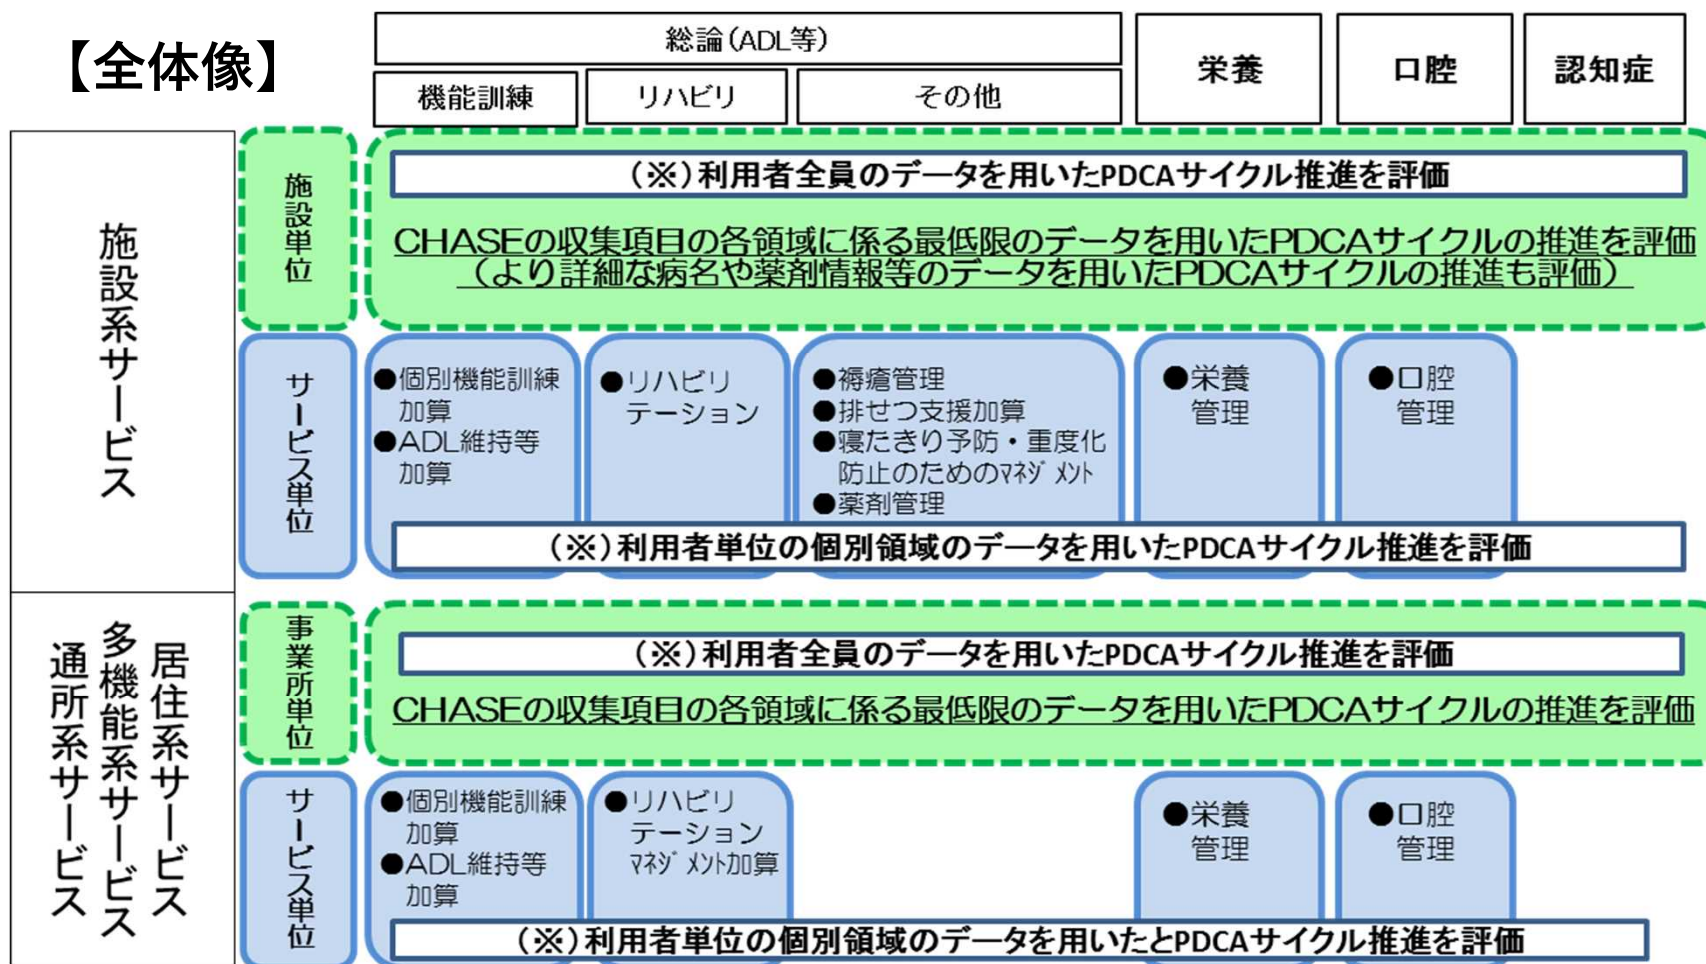 【全体像】
総論(ADL等)
栄養
口腔
認知症
機能訓練
リハビリ
その他
施設系サービス
施設単位
(※)利用者全員のデータを用いたPDCAサイクル推進を評価
CHASEの収集項目の各領域に係る最低限のデータを用いたPDCAサイクルの推進を評価
(より詳細な病名や薬剤情報等のデータを用いたPDCAサイクルの推進も評価)
サービス単位
●個別機能訓練
加算
●ADL維持等
加算
●リハビリ
テーション
●褥瘡管理
●排せつ支援加算
●寝たきり予防・重度化
防止のためのﾏﾈｼﾞﾒﾝﾄ
●薬剤管理
●栄養
管理
●口腔
管理
(※)利用者単位の個別領域のデータを用いたPDCAサイクル推進を評価
居住系サービス
多機能系サービス
通所系サービス
事業所単位
(※)利用者全員のデータを用いたPDCAサイクル推進を評価
CHASEの収集項目の各領域に係る最低限のデータを用いたPDCAサイクルの推進を評価
サービス単位
●個別機能訓練
加算
●ADL維持等
加算
●リハビリ
テーション
ﾏﾈｼﾞﾒﾝﾄ加算
●栄養
管理
●口腔
管理
(※)利用者単位の個別領域のデータを用いたとPDCAサイクル推進を評価